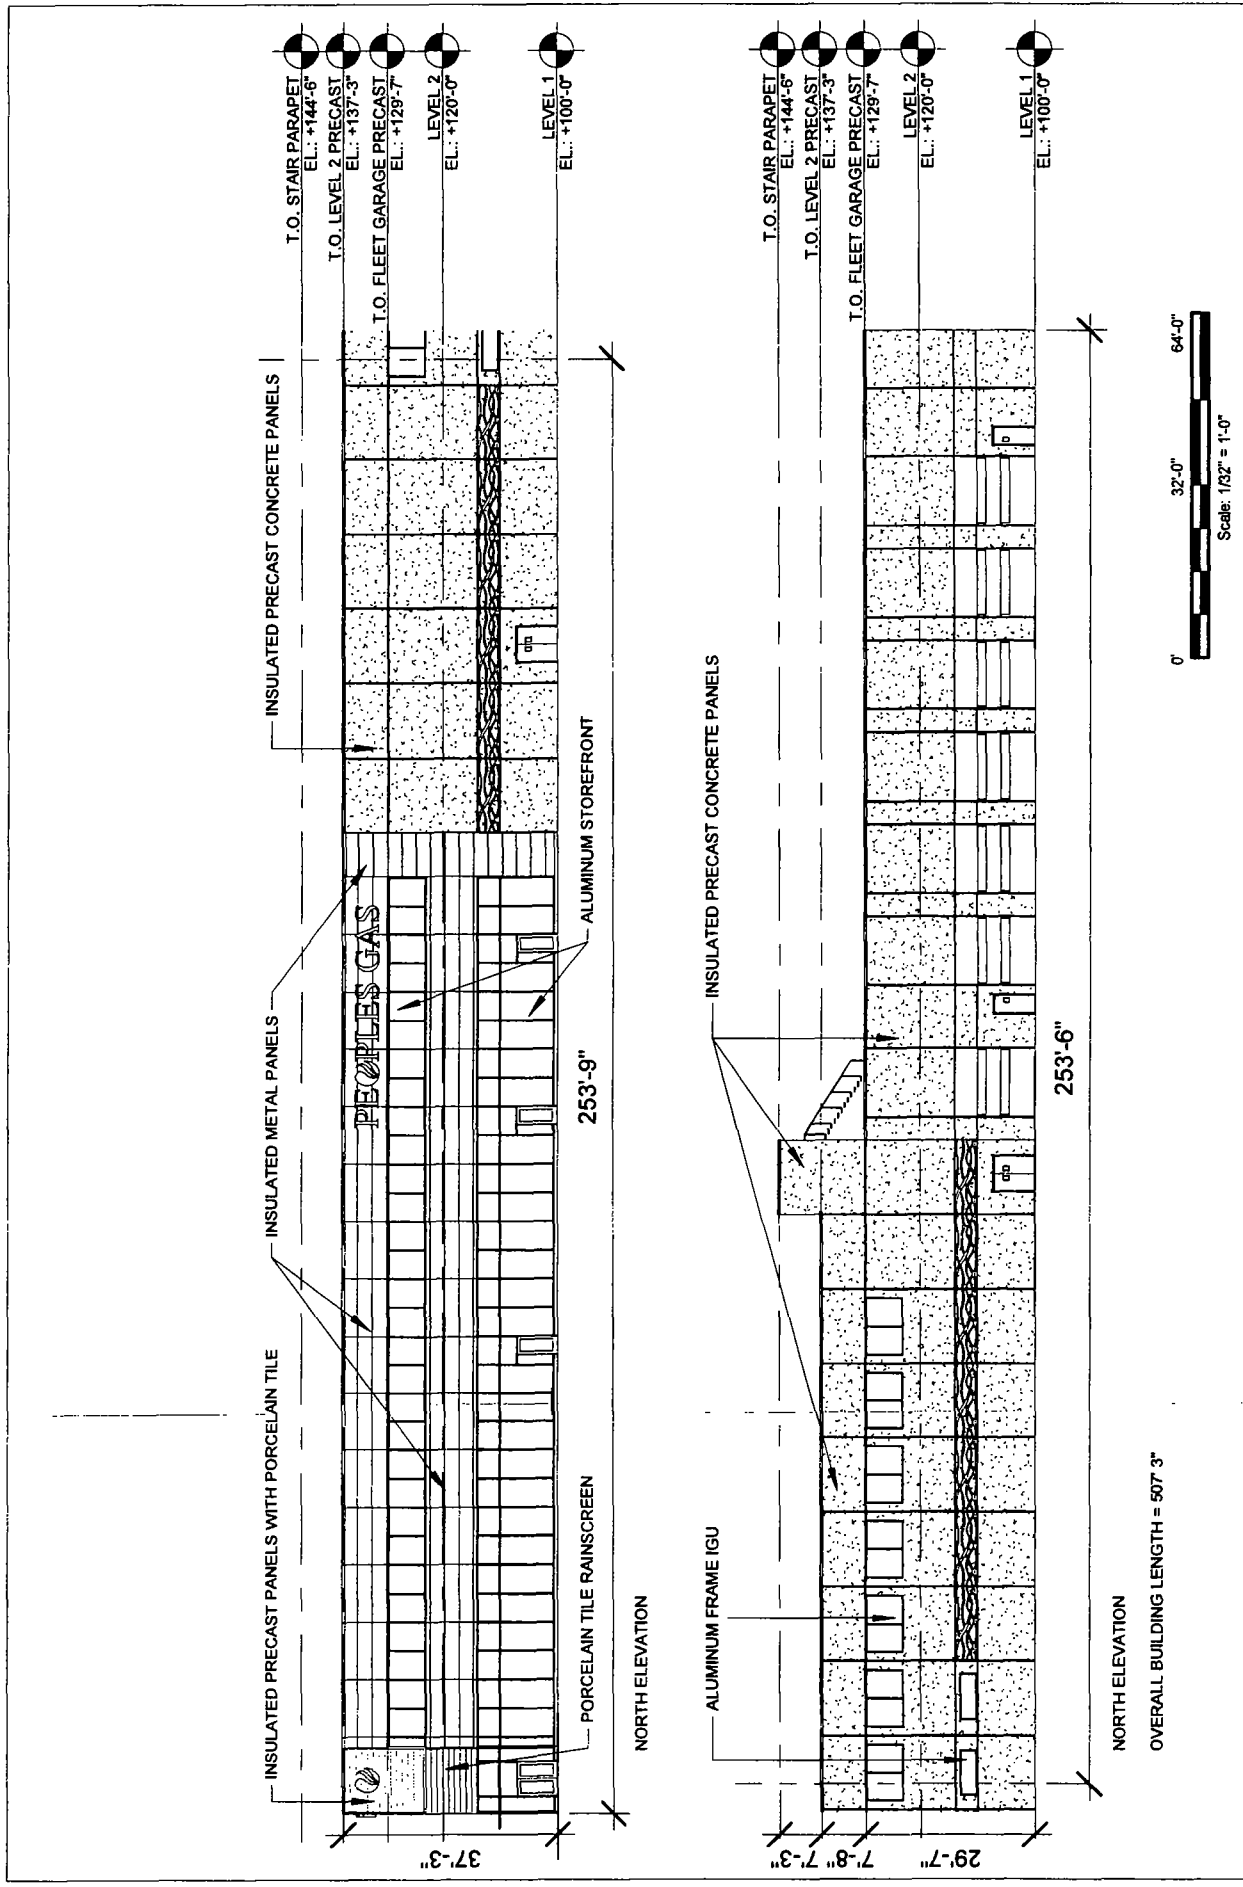 INSULATED PRECAST PANELS WITH PORCELAIN TILE
INSULATED METAL PANELS
INSULATED PRECAST CONCRETE PANELS
T.O. STAIR PARAPET
EL.: +144'-6"
T.O. LEVEL 2 PRECAST
EL.: +137'-3"
T.O. FLEET GARAGE PRECAST
EL.: +129'-7"
LEVEL 2
EL.: +120'-0"
LEVEL 1
EL.: +100'-0"
PEOPLES GAS
37'-3"
PORCELAIN TILE RAINSCREEN
ALUMINUM STOREFRONT
253'-9"
NORTH ELEVATION
ALUMINUM FRAME IGU
INSULATED PRECAST CONCRETE PANELS
T.O. STAIR PARAPET
EL.: +144'-6"
T.O. LEVEL 2 PRECAST
EL.: +137'-3"
T.O. FLEET GARAGE PRECAST
EL.: +129'-7"
LEVEL 2
EL.: +120'-0"
LEVEL 1
EL.: +100'-0"
7'-3"
7'-8"
29'-7"
253'-6"
NORTH ELEVATION
OVERALL BUILDING LENGTH = 507' 3"
0' 32'-0" 64'-0"
Scale: 1/32" = 1'-0"